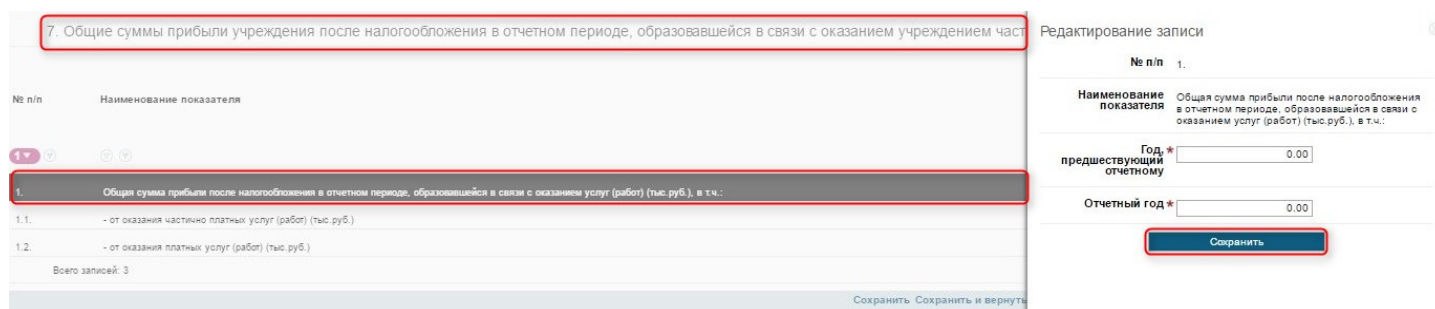 7. Общие суммы прибыли учреждения после налогообложения в отчетном периоде, образовавшейся в связи с оказанием учреждением част
№ п/п Наименование показателя
1
1. Общая сумма прибыли после налогообложения в отчетном периоде, образовавшейся в связи с оказанием услуг (работ) (тыс.руб.), в т.ч.:
1.1. - от оказания частично платных услуг (работ) (тыс.руб.)
1.2. - от оказания платных услуг (работ) (тыс.руб.)
Всего записей: 3
Сохранить Сохранить и вернуть
Редактирование записи
№ п/п 1.
Наименование показателя Общая сумма прибыли после налогообложения
в отчетном периоде, образовавшейся в связи с
оказанием услуг (работ) (тыс.руб.), в т.ч.:
Год, * 0.00
предшествующий
отчетному
Отчетный год * 0.00
Сохранить